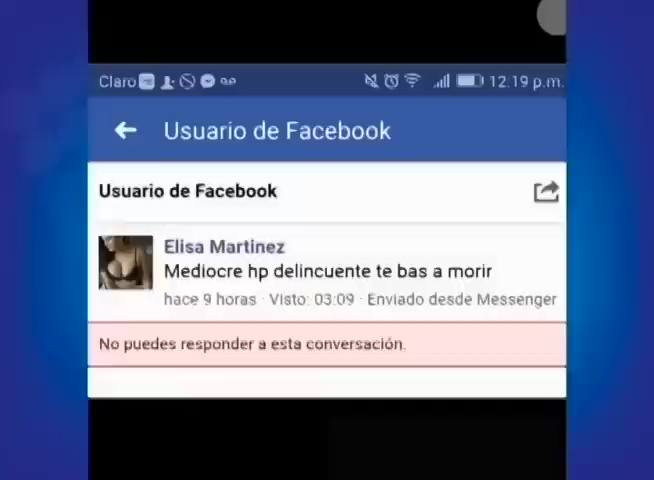 Claro 12:19 p.m.
Usuario de Facebook
Usuario de Facebook
Elisa Martinez
Mediocre hp delincuente te bas a morir
hace 9 horas · Visto: 03:09 · Enviado desde Messenger
No puedes responder a esta conversación.